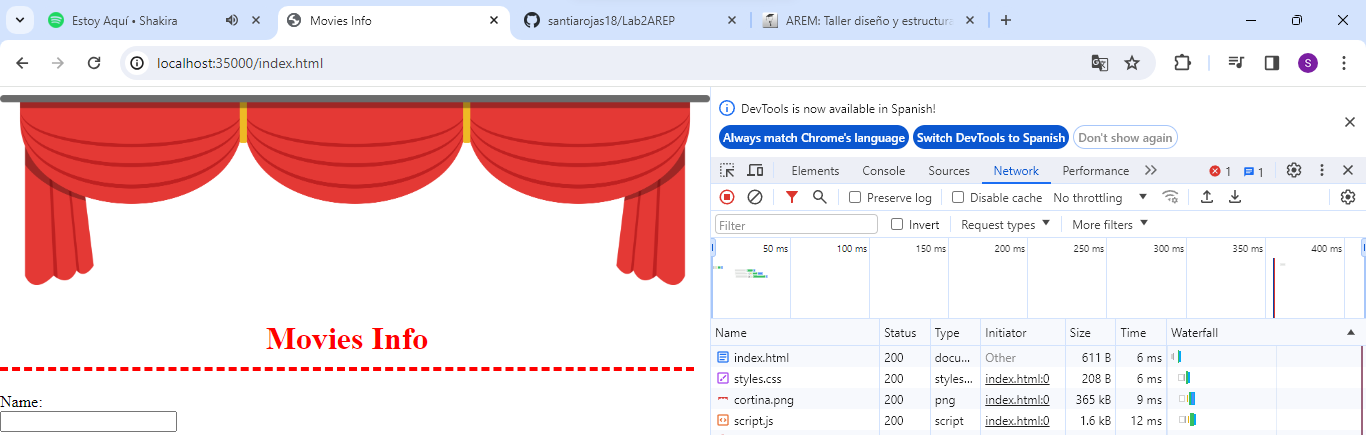 Estoy Aquí • Shakira
Movies Info
santiarojas18/Lab2AREP
AREM: Taller diseño y estructura
localhost:35000/index.html
S
DevTools is now available in Spanish!
Always match Chrome's language
Switch DevTools to Spanish
Don't show again
Elements Console Sources Network Performance 1 1
Preserve log Disable cache No throttling
Filter Invert Request types More filters
50 ms 100 ms 150 ms 200 ms 250 ms 300 ms 350 ms 400 ms
Name Status Type Initiator Size Time Waterfall
index.html 200 docu... Other 611 B 6 ms
styles.css 200 styles... index.html:0 208 B 6 ms
cortina.png 200 png index.html:0 365 kB 9 ms
script.js 200 script index.html:0 1.6 kB 12 ms
Movies Info
Name: